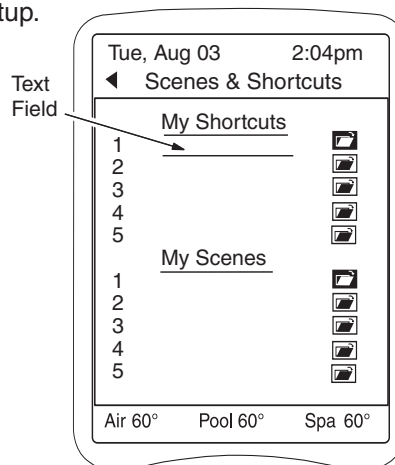 tup.
Tue, Aug 03 2:04pm
Scenes & Shortcuts
Text
Field
My Shortcuts
1
2
3
4
5
My Scenes
1
2
3
4
5
Air 60° Pool 60° Spa 60°